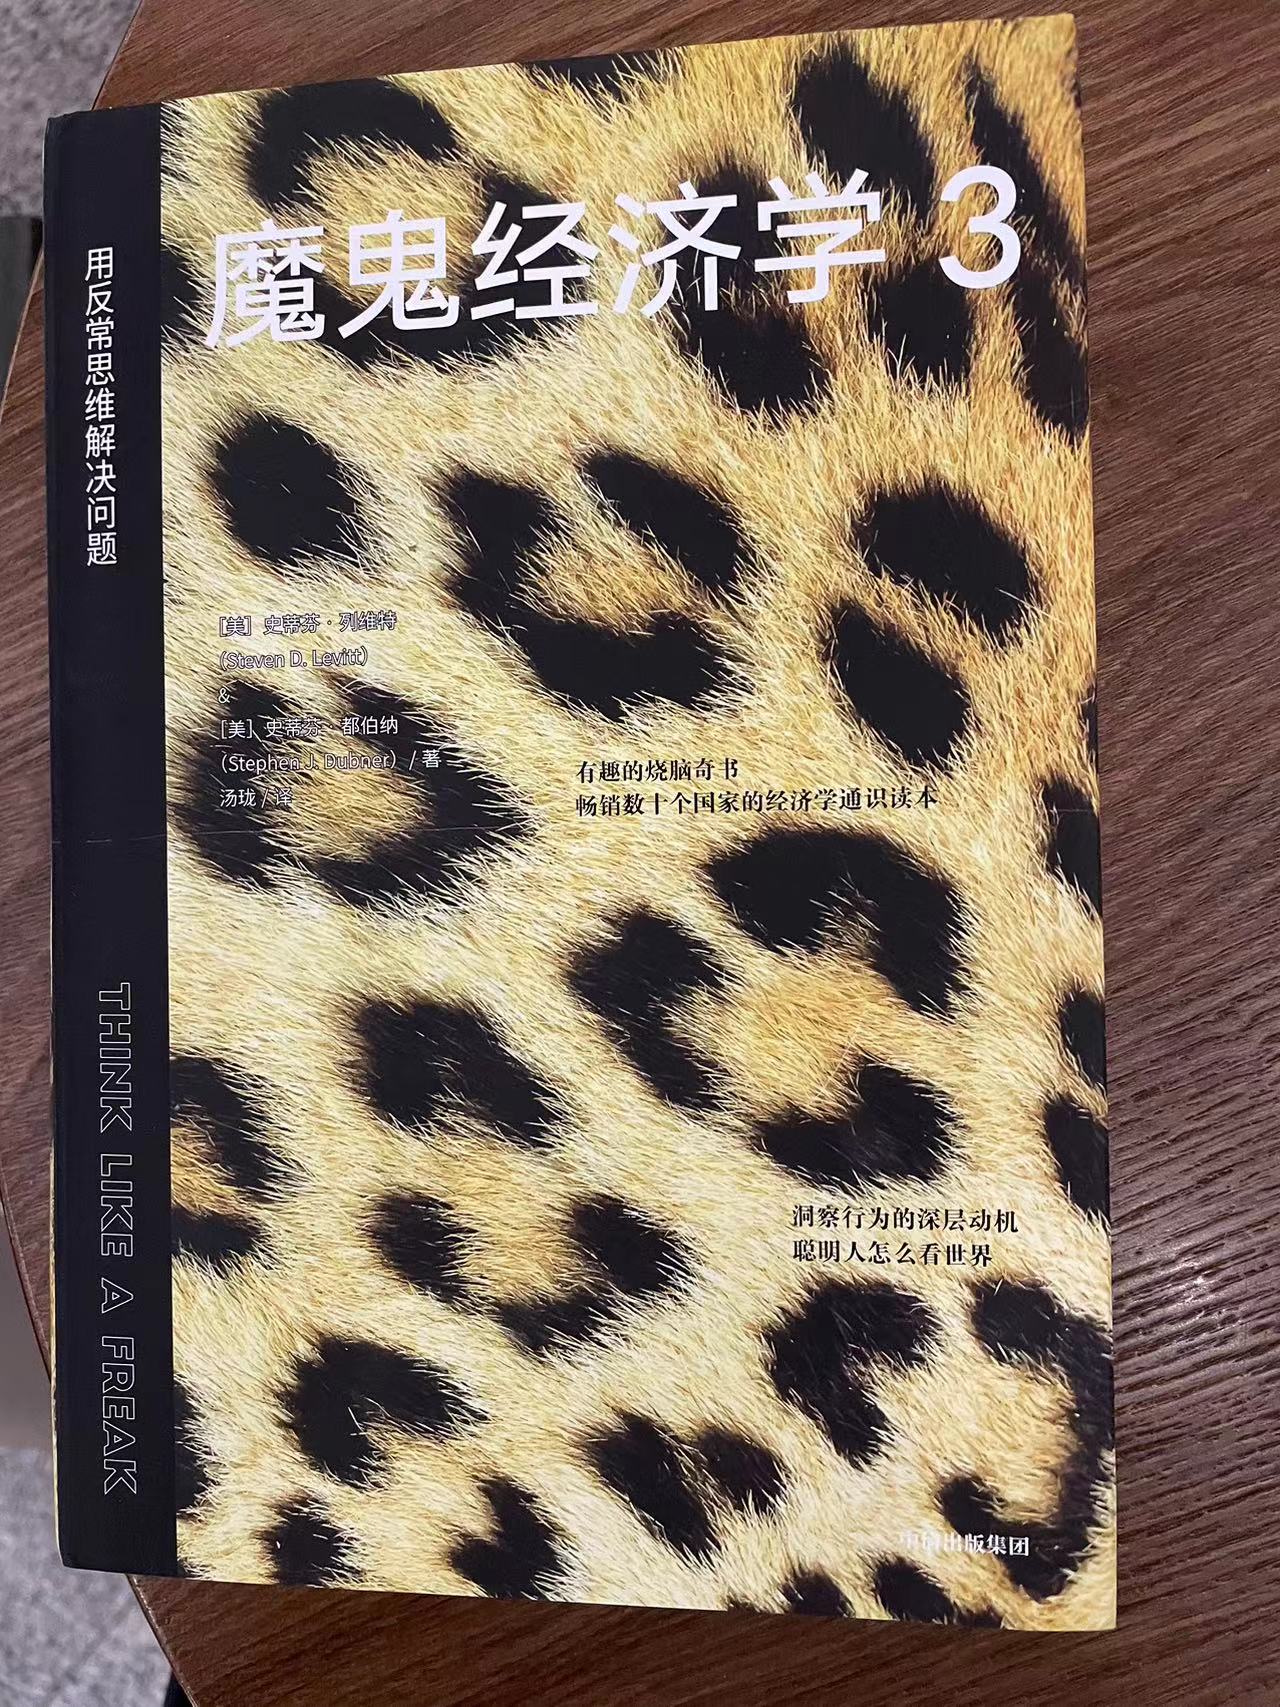 魔鬼经济学 3
用反常思维解决问题
[美] 史蒂芬·列维特
(Steven D. Levitt)
&
[美] 史蒂芬·都伯纳
(Stephen J. Dubner) / 著
汤珑 / 译
有趣的烧脑奇书
畅销数十个国家的经济学通识读本
THINK LIKE A FREAK
洞察行为的深层动机
聪明人怎么看世界
中信出版集团